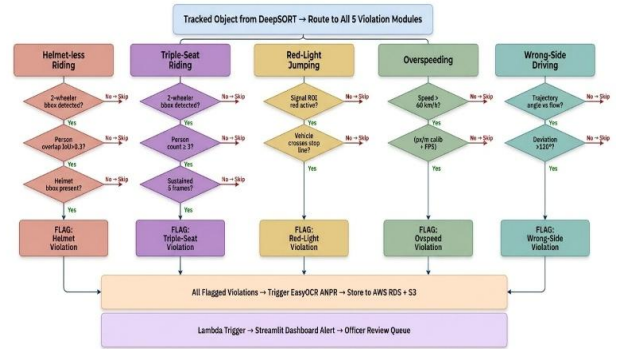 Tracked Object from DeepSORT → Route to All 5 Violation Modules
Helmet-less
Riding
Triple-Seat
Riding
Red-Light
Jumping
Overspeeding
Wrong-Side
Driving
2-wheeler
bbox detected?
No → Skip
2-wheeler
bbox detected?
No → Skip
Signal ROI
red active?
No → Skip
Speed >
60 km/h?
No → Skip
Trajectory
angle vs flow?
No → Skip
Yes
Yes
Yes
Yes
Yes
Person
overlap IoU>0.3?
No → Skip
Person
count ≥ 3?
No → Skip
Vehicle
crosses stop
line?
No → Skip
(px/m calib
+ FPS)
No → Skip
Deviation
>120°?
No → Skip
Yes
Yes
Yes
Yes
Yes
Helmet
bbox present?
No → Skip
Sustained
5 frames?
No → Skip
Yes
Yes
FLAG:
Helmet
Violation
FLAG:
Triple-Seat
Violation
FLAG:
Red-Light
Violation
FLAG:
Ovspeed
Violation
FLAG:
Wrong-Side
Violation
All Flagged Violations → Trigger EasyOCR ANPR → Store to AWS RDS + S3
Lambda Trigger → Streamlit Dashboard Alert → Officer Review Queue